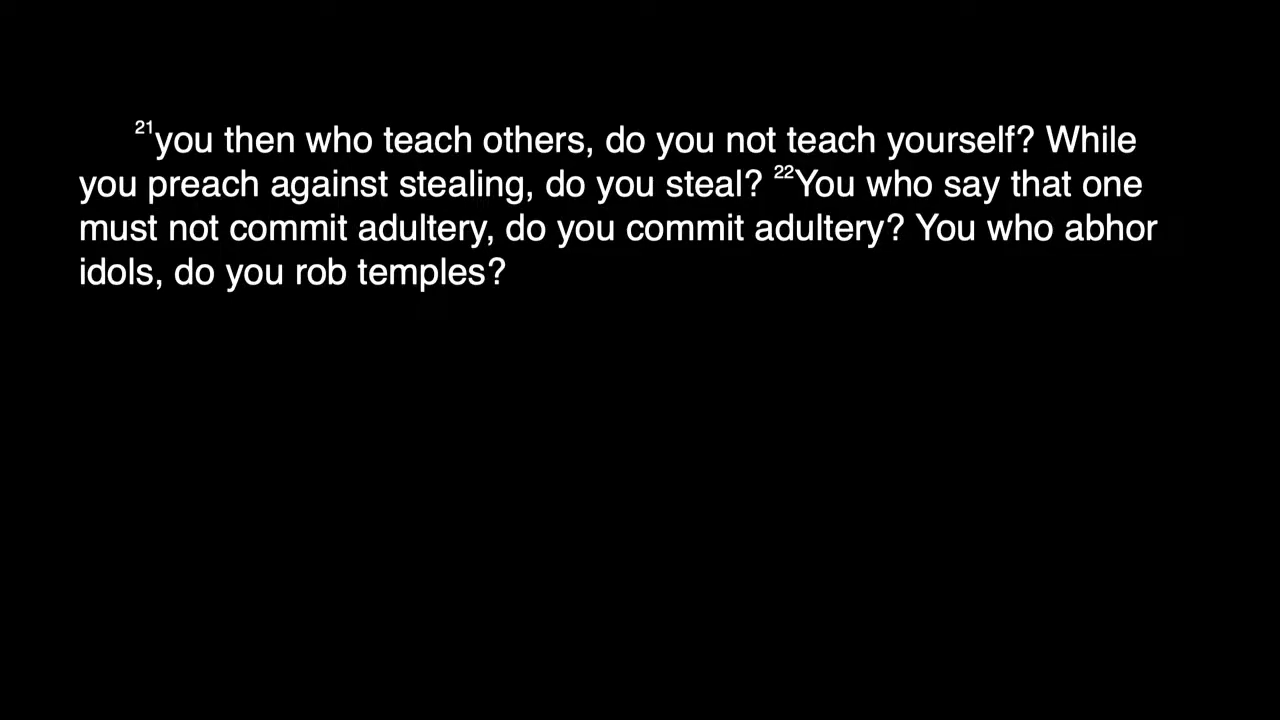 21you then who teach others, do you not teach yourself? While
you preach against stealing, do you steal? 22You who say that one
must not commit adultery, do you commit adultery? You who abhor
idols, do you rob temples?